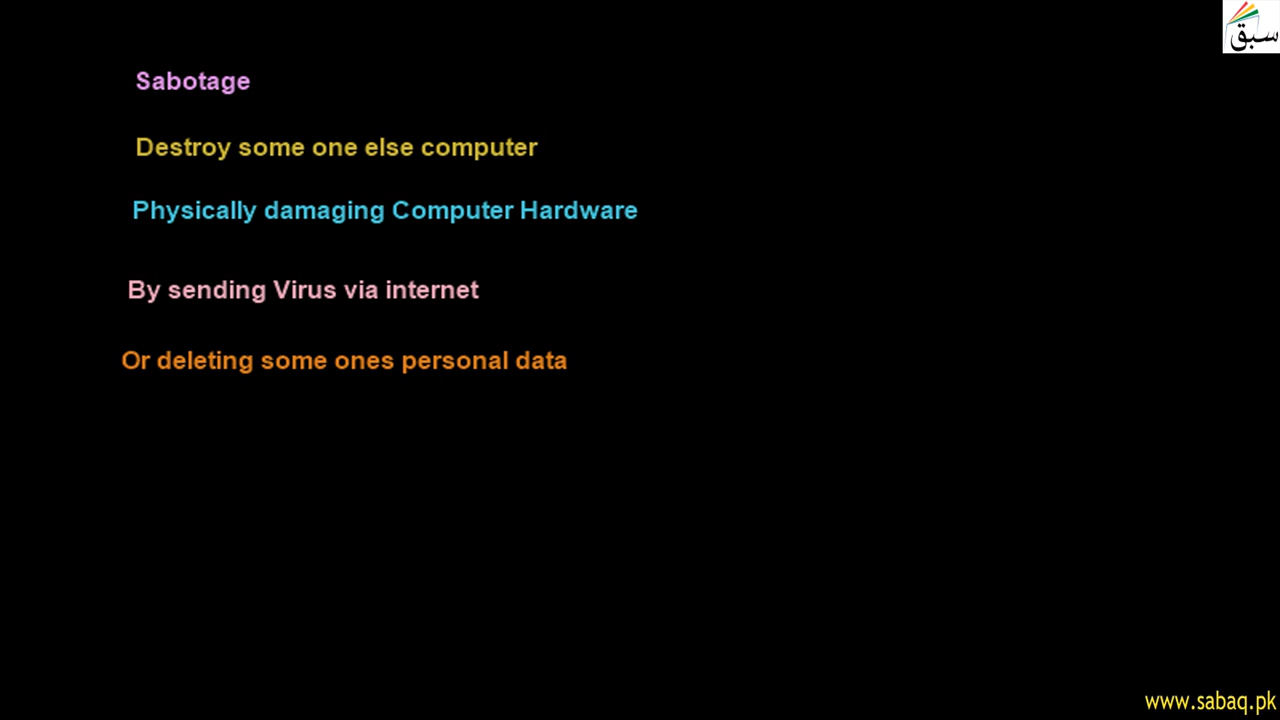 سبق
Sabotage
Destroy some one else computer
Physically damaging Computer Hardware
By sending Virus via internet
Or deleting some ones personal data
www.sabaq.pk